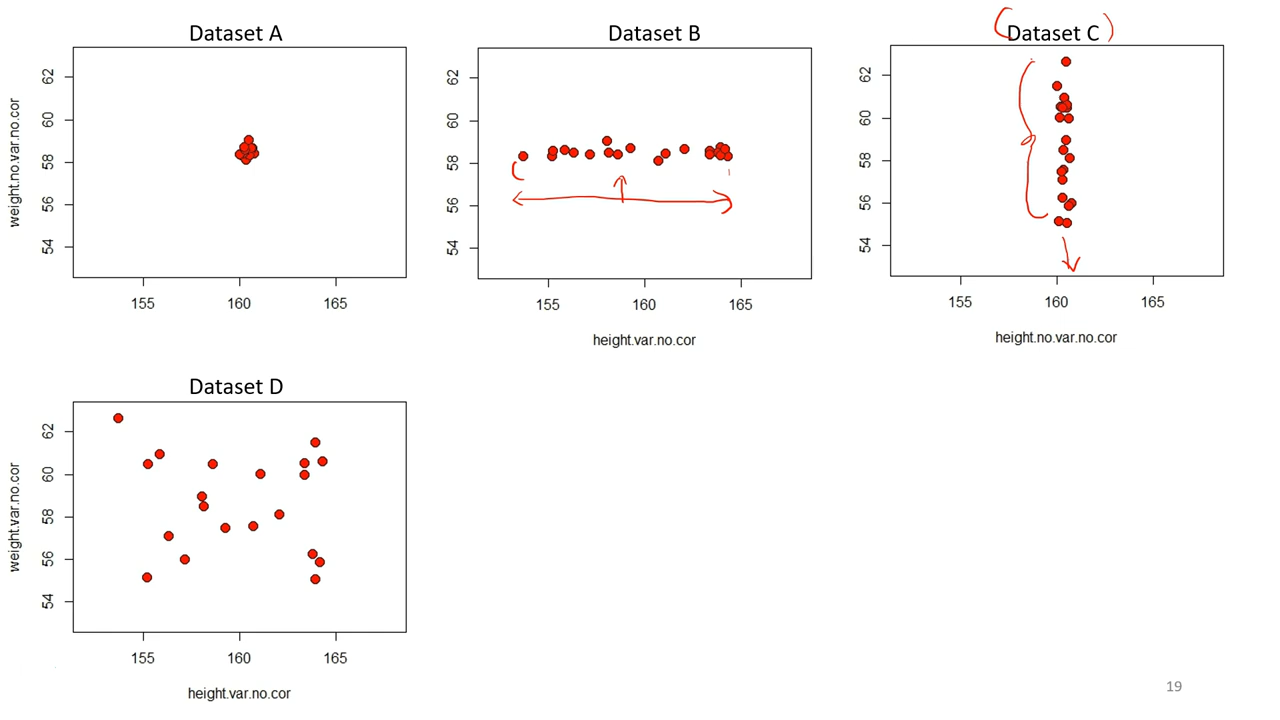 Dataset A
62
60
58
56
54
weight.var.no.cor
155 160 165
Dataset B
62
60
58
56
54
155 160 165
height.var.no.cor
Dataset C
62
60
58
56
54
155 160 165
height.no.var.no.cor
Dataset D
62
60
58
56
54
weight.var.no.cor
155 160 165
height.var.no.cor
19